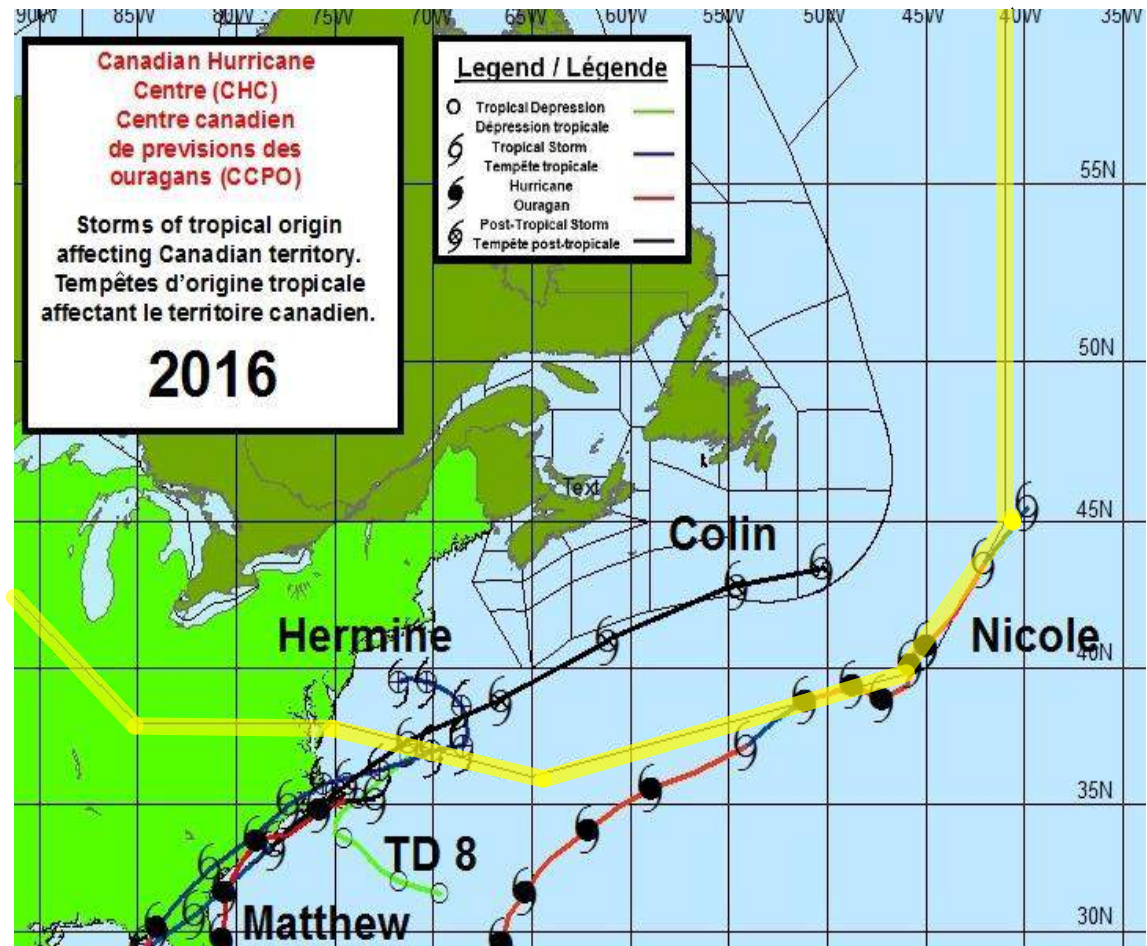 90W 85W 80W 75W 70W 65W 60W 55W 50W 45W 40W 35W
Canadian Hurricane
Centre (CHC)
Centre canadien
de previsions des
ouragans (CCPO)
Storms of tropical origin
affecting Canadian territory.
Tempêtes d'origine tropicale
affectant le territoire canadien.
2016
Legend / Légende
Tropical Depression
Dépression tropicale
Tropical Storm
Tempête tropicale
Hurricane
Ouragan
Post-Tropical Storm
Tempête post-tropicale
55N
50N
Text
45N
Colin
Hermine
Nicole
40N
35N
TD 8
Matthew
30N